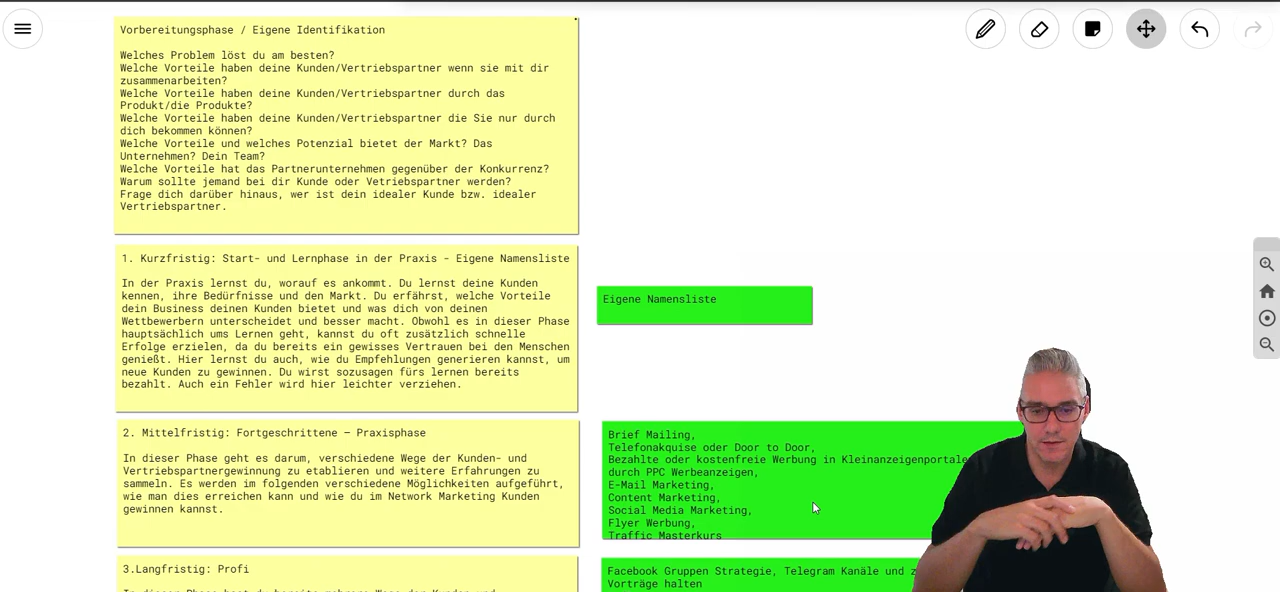 Vorbereitungsphase / Eigene Identifikation
Welches Problem löst du am besten?
Welche Vorteile haben deine Kunden/Vertriebspartner wenn sie mit dir
zusammenarbeiten?
Welche Vorteile haben deine Kunden/Vertriebspartner durch das
Produkt/die Produkte?
Welche Vorteile haben deine Kunden/Vertriebspartner die Sie nur durch
dich bekommen können?
Welche Vorteile und welches Potenzial bietet der Markt? Das
Unternehmen? Dein Team?
Welche Vorteile hat das Partnerunternehmen gegenüber der Konkurrenz?
Warum sollte jemand bei dir Kunde oder Vetriebspartner werden?
Frage dich darüber hinaus, wer ist dein idealer Kunde bzw. idealer
Vertriebspartner.
1. Kurzfristig: Start- und Lernphase in der Praxis - Eigene Namensliste
In der Praxis lernst du, worauf es ankommt. Du lernst deine Kunden
kennen, ihre Bedürfnisse und den Markt. Du erfährst, welche Vorteile
dein Business deinen Kunden bietet und was dich von deinen
Wettbewerbern unterscheidet und besser macht. Obwohl es in dieser Phase
hauptsächlich ums Lernen geht, kannst du oft zusätzlich schnelle
Erfolge erzielen, da du bereits ein gewisses Vertrauen bei den Menschen
genießt. Hier lernst du auch, wie du Empfehlungen generieren kannst, um
neue Kunden zu gewinnen. Du wirst sozusagen fürs lernen bereits
bezahlt. Auch ein Fehler wird hier leichter verziehen.
Eigene Namensliste
2. Mittelfristig: Fortgeschrittene – Praxisphase
In dieser Phase geht es darum, verschiedene Wege der Kunden- und
Vertriebspartnergewinnung zu etablieren und weitere Erfahrungen zu
sammeln. Es werden im folgenden verschiedene Möglichkeiten aufgeführt,
wie man dies erreichen kann und wie du im Network Marketing Kunden
gewinnen kannst.
Brief Mailing,
Telefonakquise oder Door to Door,
Bezahlte oder kostenfreie Werbung in Kleinanzeigenportale
durch PPC Werbeanzeigen,
E-Mail Marketing,
Content Marketing,
Social Media Marketing,
Flyer Werbung,
Traffic Masterkurs
3.Langfristig: Profi
Facebook Gruppen Strategie, Telegram Kanäle und z
Vorträge halten